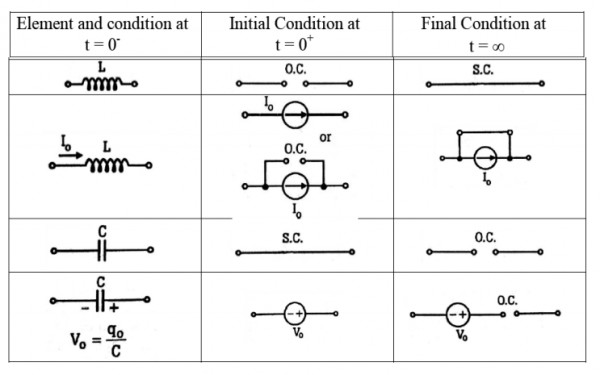 Element and condition at
t = 0⁻
Initial Condition at
t = 0⁺
Final Condition at
t = ∞
L
O.C.
S.C.
I₀
L
I₀
or
O.C.
I₀
I₀
C
S.C.
O.C.
C
- +
V₀ = q₀/C
- +
V₀
- +
V₀
O.C.